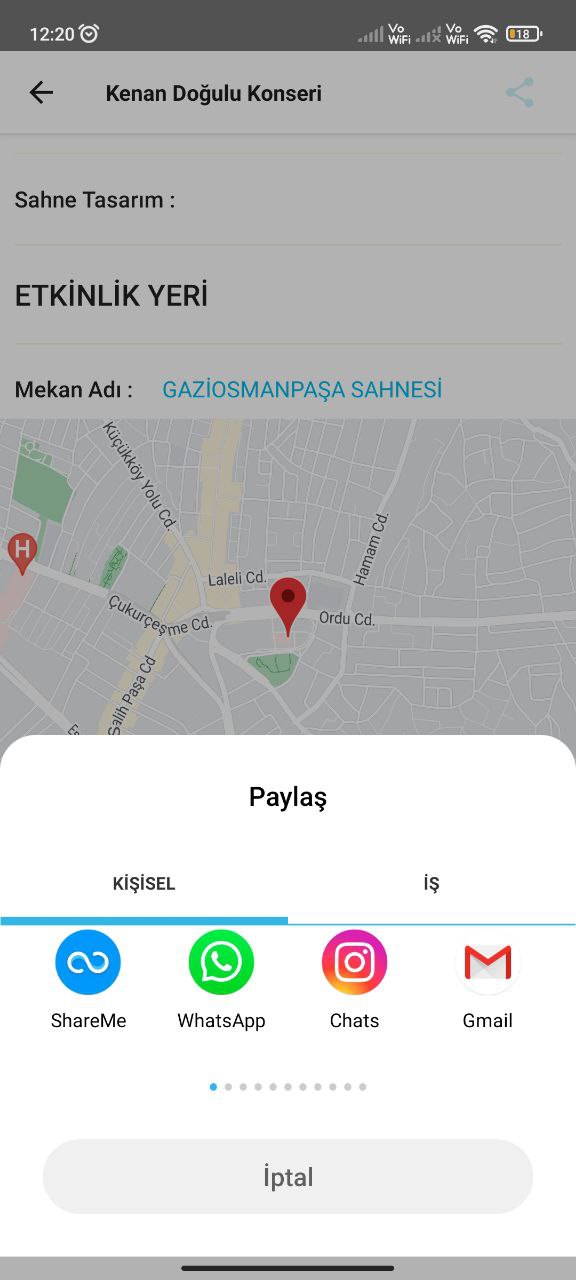 12:20
Vo
WiFi
Vo
WiFi
18
Kenan Doğulu Konseri
Sahne Tasarım :
ETKİNLİK YERİ
Mekan Adı : GAZİOSMANPAŞA SAHNESİ
Küçükköy Yolu Cd.
Hamam Cd.
H
Laleli Cd.
Çukurçeşme Cd.
Ordu Cd.
Salih Paşa Cd
Paylaş
KİŞİSEL
İŞ
ShareMe
WhatsApp
Chats
Gmail
İptal